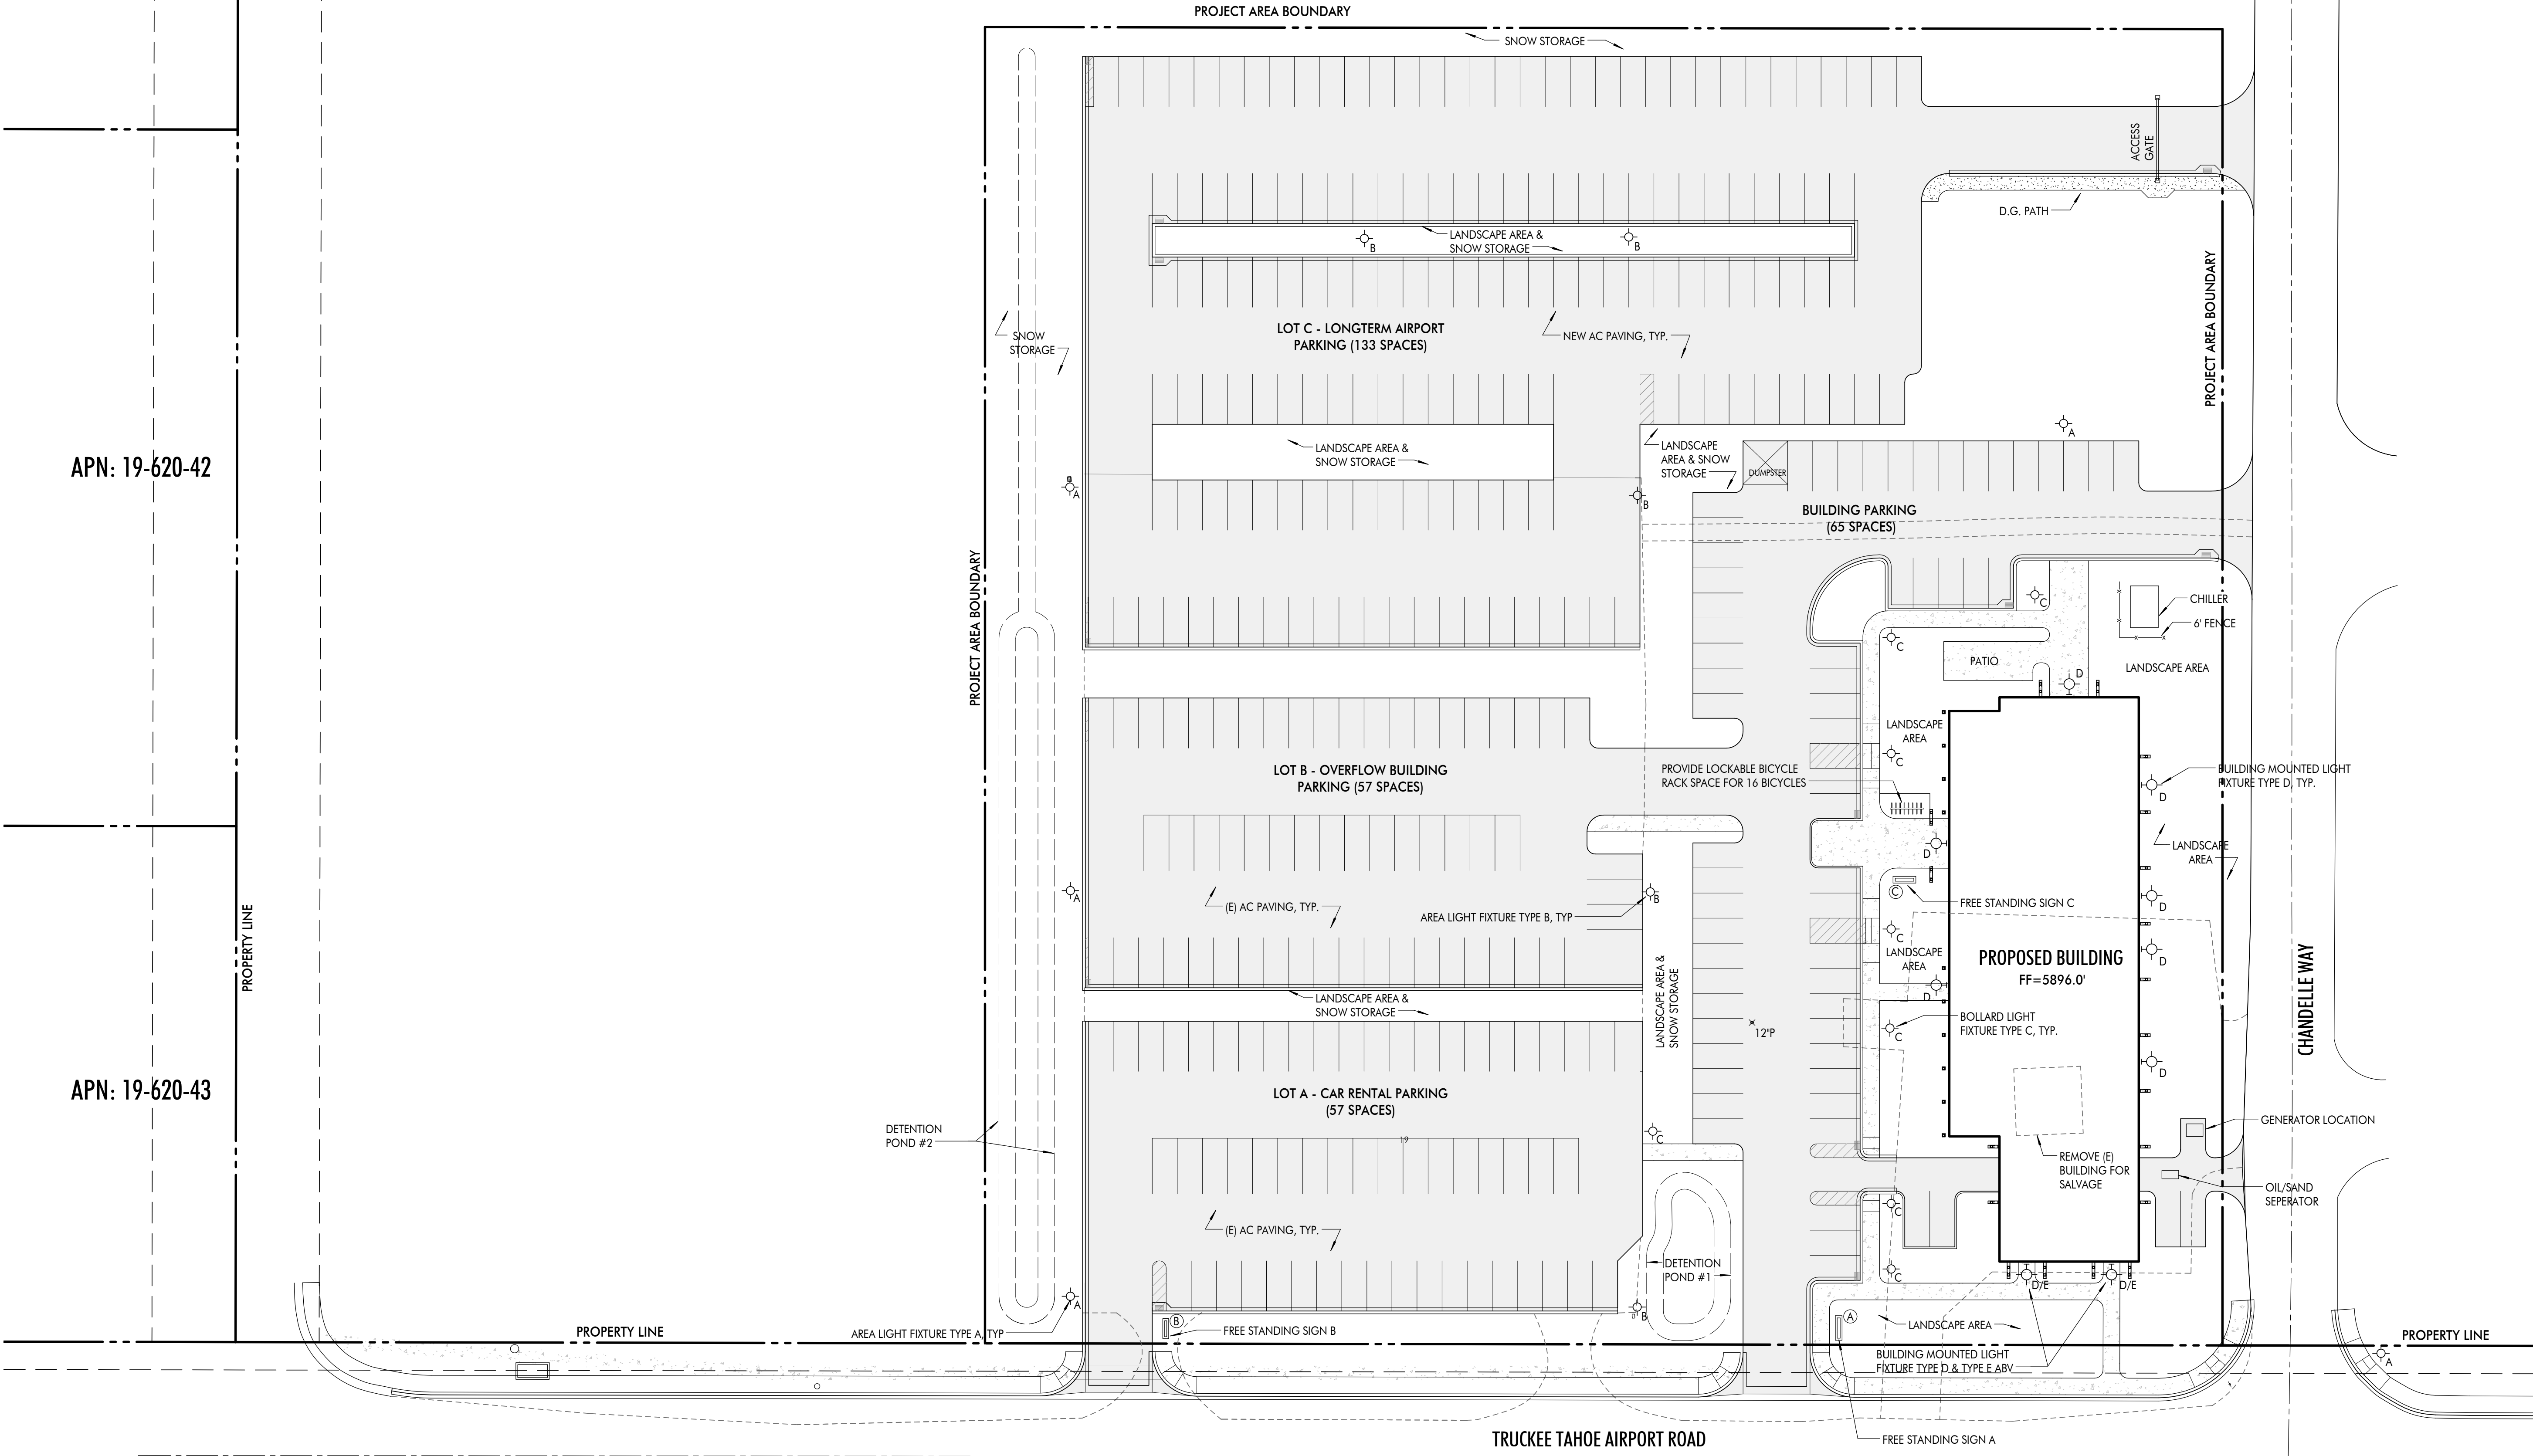 PROJECT AREA BOUNDARY
SNOW STORAGE
ACCESS
GATE
D.G. PATH
LANDSCAPE AREA &
SNOW STORAGE
B
B
PROJECT AREA BOUNDARY
SNOW
STORAGE
LOT C - LONGTERM AIRPORT
PARKING (133 SPACES)
NEW AC PAVING, TYP.
A
APN: 19-620-42
LANDSCAPE AREA &
SNOW STORAGE
LANDSCAPE
AREA & SNOW
STORAGE
DUMPSTER
A
B
BUILDING PARKING
(65 SPACES)
PROJECT AREA BOUNDARY
C
CHILLER
6' FENCE
C
PATIO
LANDSCAPE AREA
D
LANDSCAPE
AREA
C
LOT B - OVERFLOW BUILDING
PARKING (57 SPACES)
PROVIDE LOCKABLE BICYCLE
RACK SPACE FOR 16 BICYCLES
BUILDING MOUNTED LIGHT
FIXTURE TYPE D, TYP.
D
D
LANDSCAPE
AREA
A
(E) AC PAVING, TYP.
AREA LIGHT FIXTURE TYPE B, TYP
B
C
FREE STANDING SIGN C
D
PROPERTY LINE
C
LANDSCAPE
AREA
PROPOSED BUILDING
FF=5896.0'
D
D
LANDSCAPE AREA &
SNOW STORAGE
LANDSCAPE AREA &
SNOW STORAGE
12"P
C
BOLLARD LIGHT
FIXTURE TYPE C, TYP.
D
CHANDELLE WAY
APN: 19-620-43
LOT A - CAR RENTAL PARKING
(57 SPACES)
DETENTION
POND #2
19
C
GENERATOR LOCATION
REMOVE (E)
BUILDING FOR
SALVAGE
OIL/SAND
SEPERATOR
C
(E) AC PAVING, TYP.
DETENTION
POND #1
C
D/E
D/E
A
B
B
A
PROPERTY LINE
AREA LIGHT FIXTURE TYPE A, TYP
FREE STANDING SIGN B
LANDSCAPE AREA
PROPERTY LINE
BUILDING MOUNTED LIGHT
FIXTURE TYPE D & TYPE E ABV
A
TRUCKEE TAHOE AIRPORT ROAD
FREE STANDING SIGN A